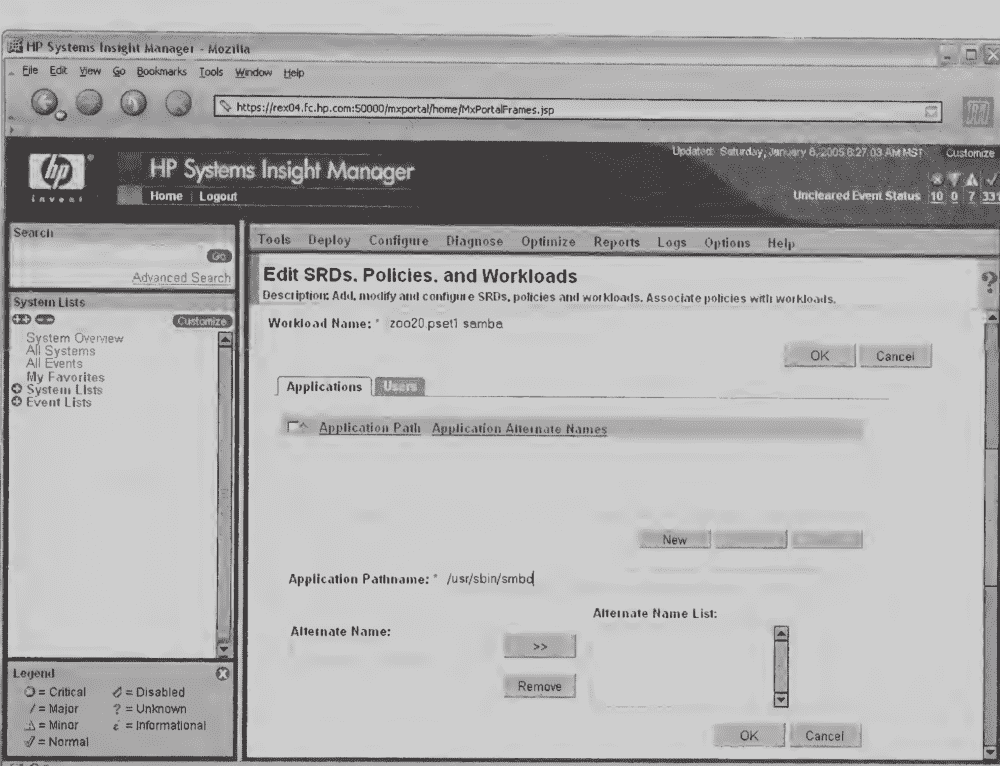 HP Systems Insight Manager - Mozilla
File Edit View Go Bookmarks Tools Window Help
https://rex04.fc.hp.com:50000/mxportal/home/MxPortalFrames.jsp
hp
invent
HP Systems Insight Manager
Home | Logout
Updated: Saturday, January 8, 2005 8:27:03 AM MST
Customize
Uncleared Event Status 10 0 7 331
Search
Go
Advanced Search
System Lists
Customize
System Overview
All Systems
All Events
My Favorites
System Lists
Event Lists
Legend
= Critical
= Disabled
= Major
? = Unknown
= Minor
i = Informational
= Normal
Tools Deploy Configure Diagnose Optimize Reports Logs Options Help
Edit SRDs, Policies, and Workloads
?
Description: Add, modify and configure SRDs, policies and workloads. Associate policies with workloads.
Workload Name: * zoo20.pset1 samba
OK Cancel
Applications Users
Application Path Application Alternate Names
New
Application Pathname: * /usr/sbin/smbd
Alternate Name:
Alternate Name List:
>>
Remove
OK Cancel